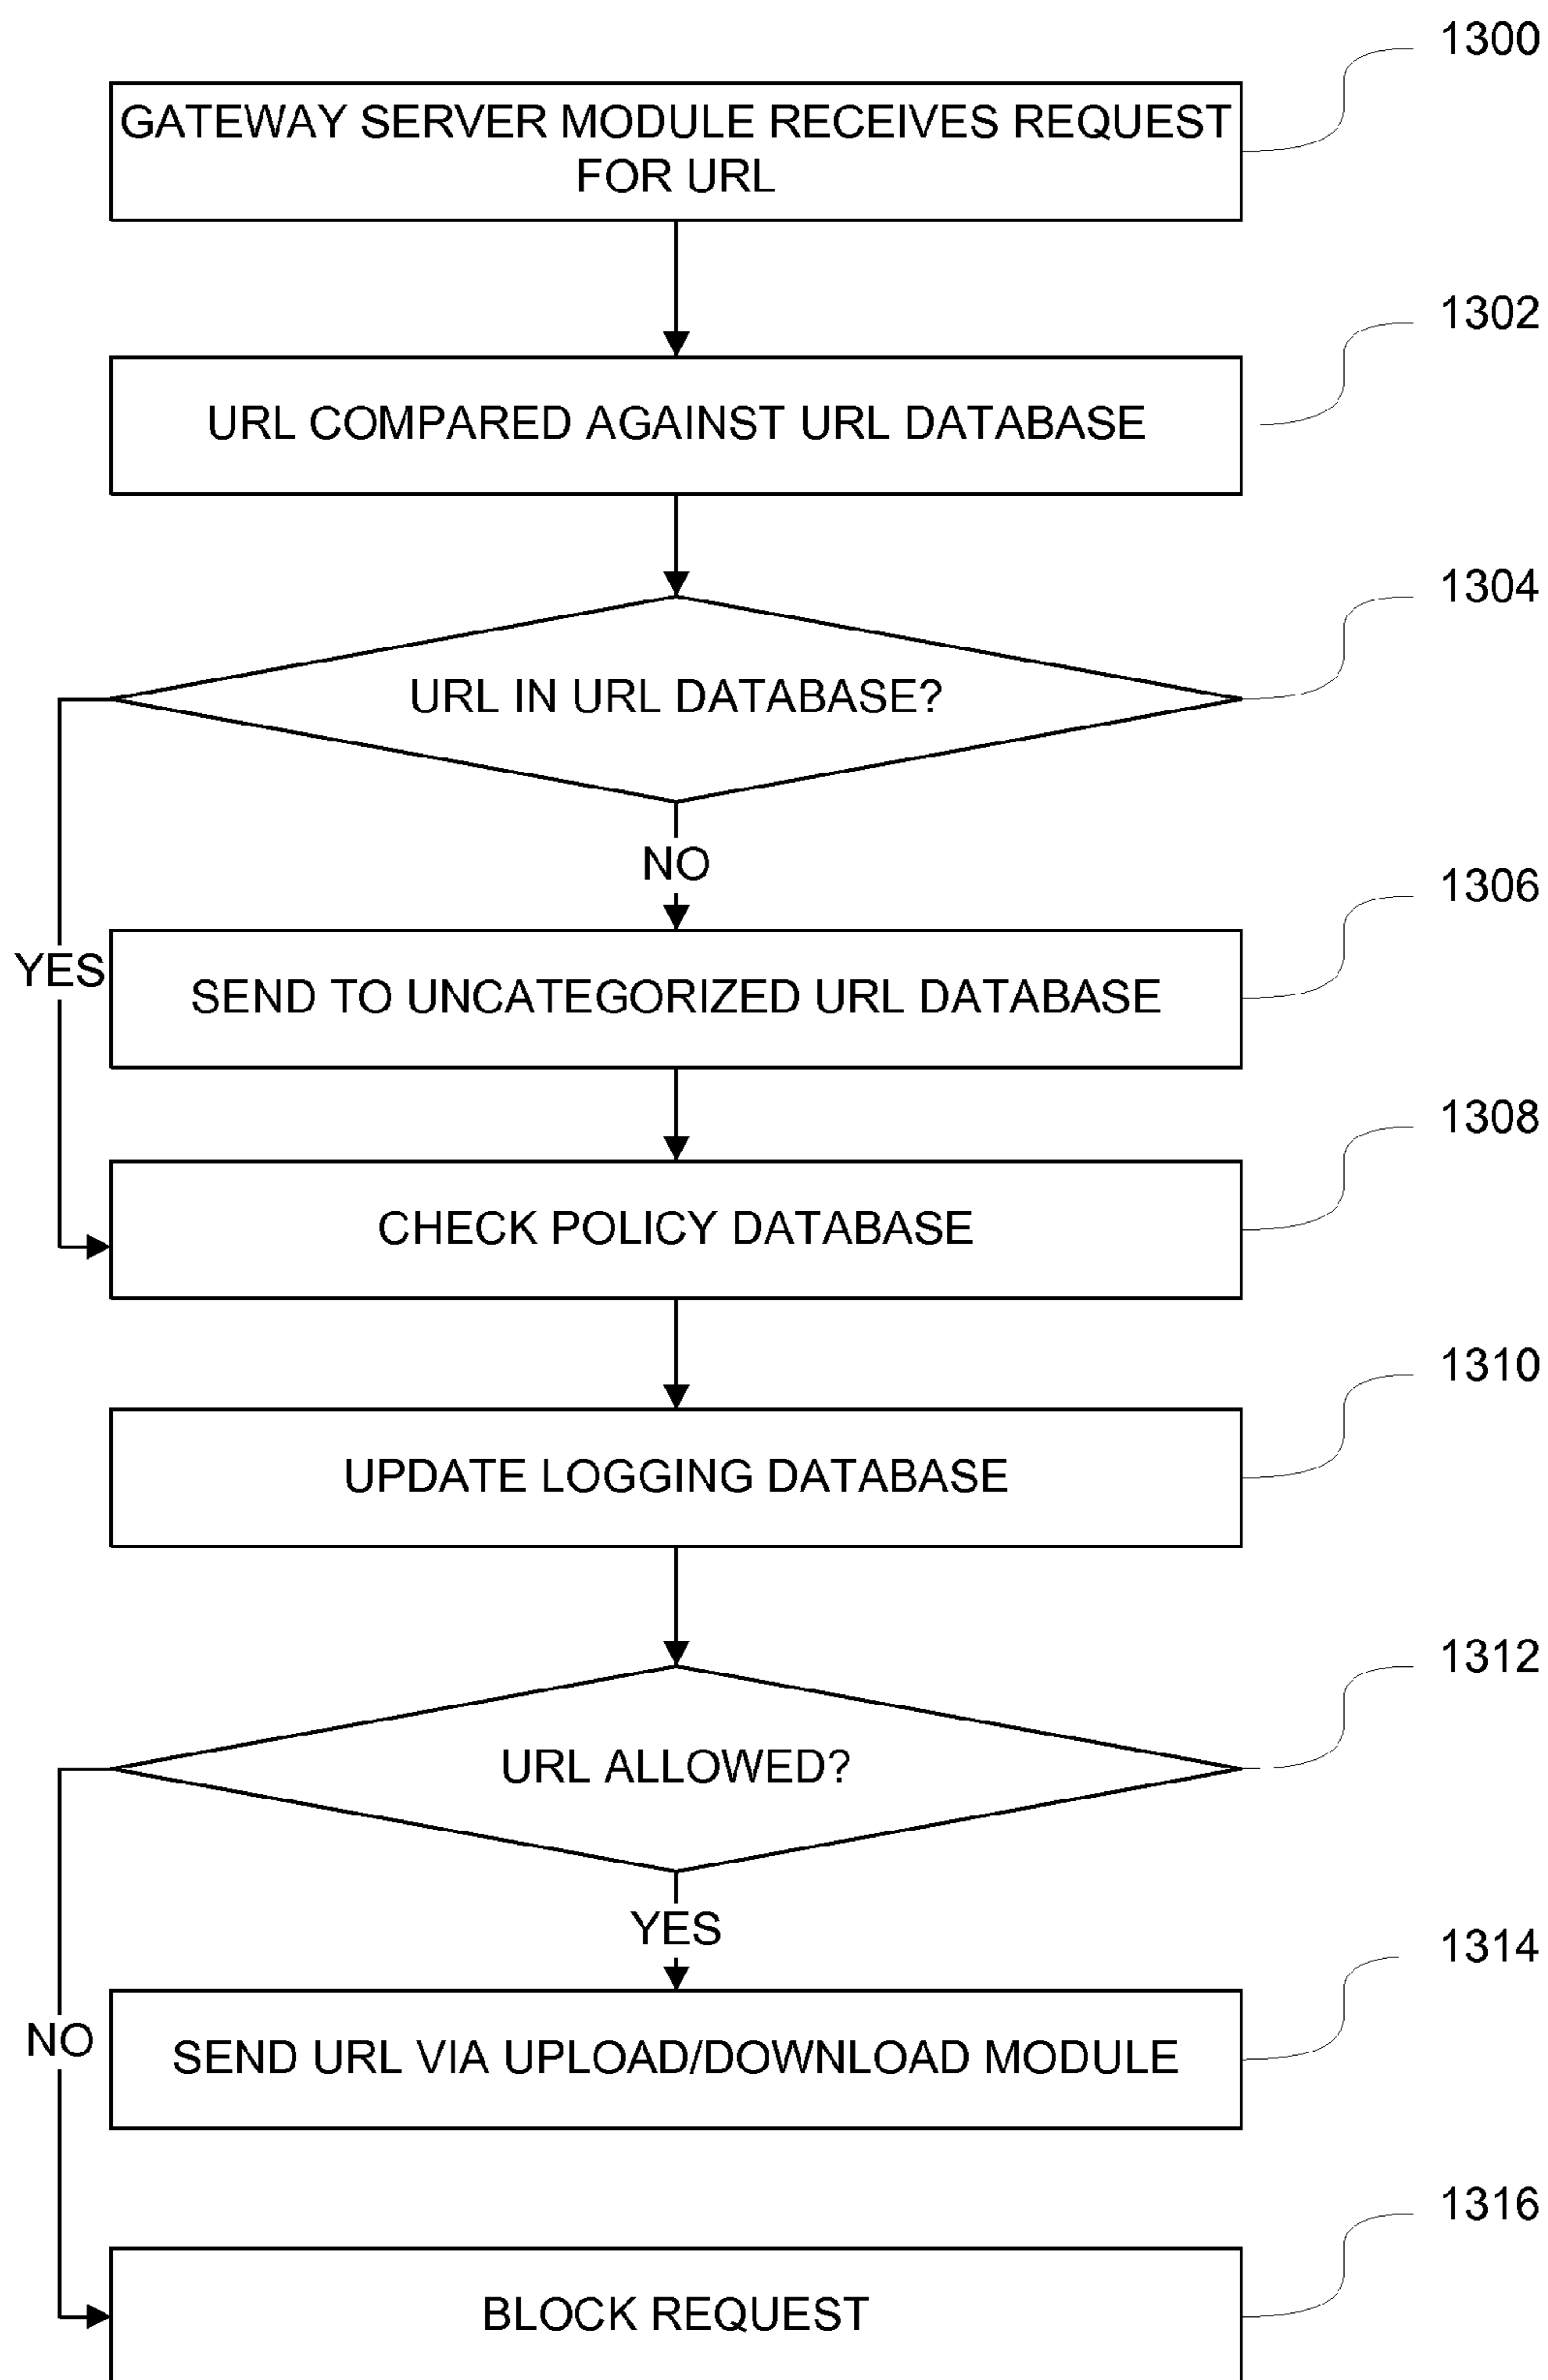 1300
GATEWAY SERVER MODULE RECEIVES REQUEST
FOR URL
1302
URL COMPARED AGAINST URL DATABASE
1304
URL IN URL DATABASE?
NO
1306
YES
SEND TO UNCATEGORIZED URL DATABASE
1308
CHECK POLICY DATABASE
1310
UPDATE LOGGING DATABASE
1312
URL ALLOWED?
YES
1314
NO
SEND URL VIA UPLOAD/DOWNLOAD MODULE
1316
BLOCK REQUEST